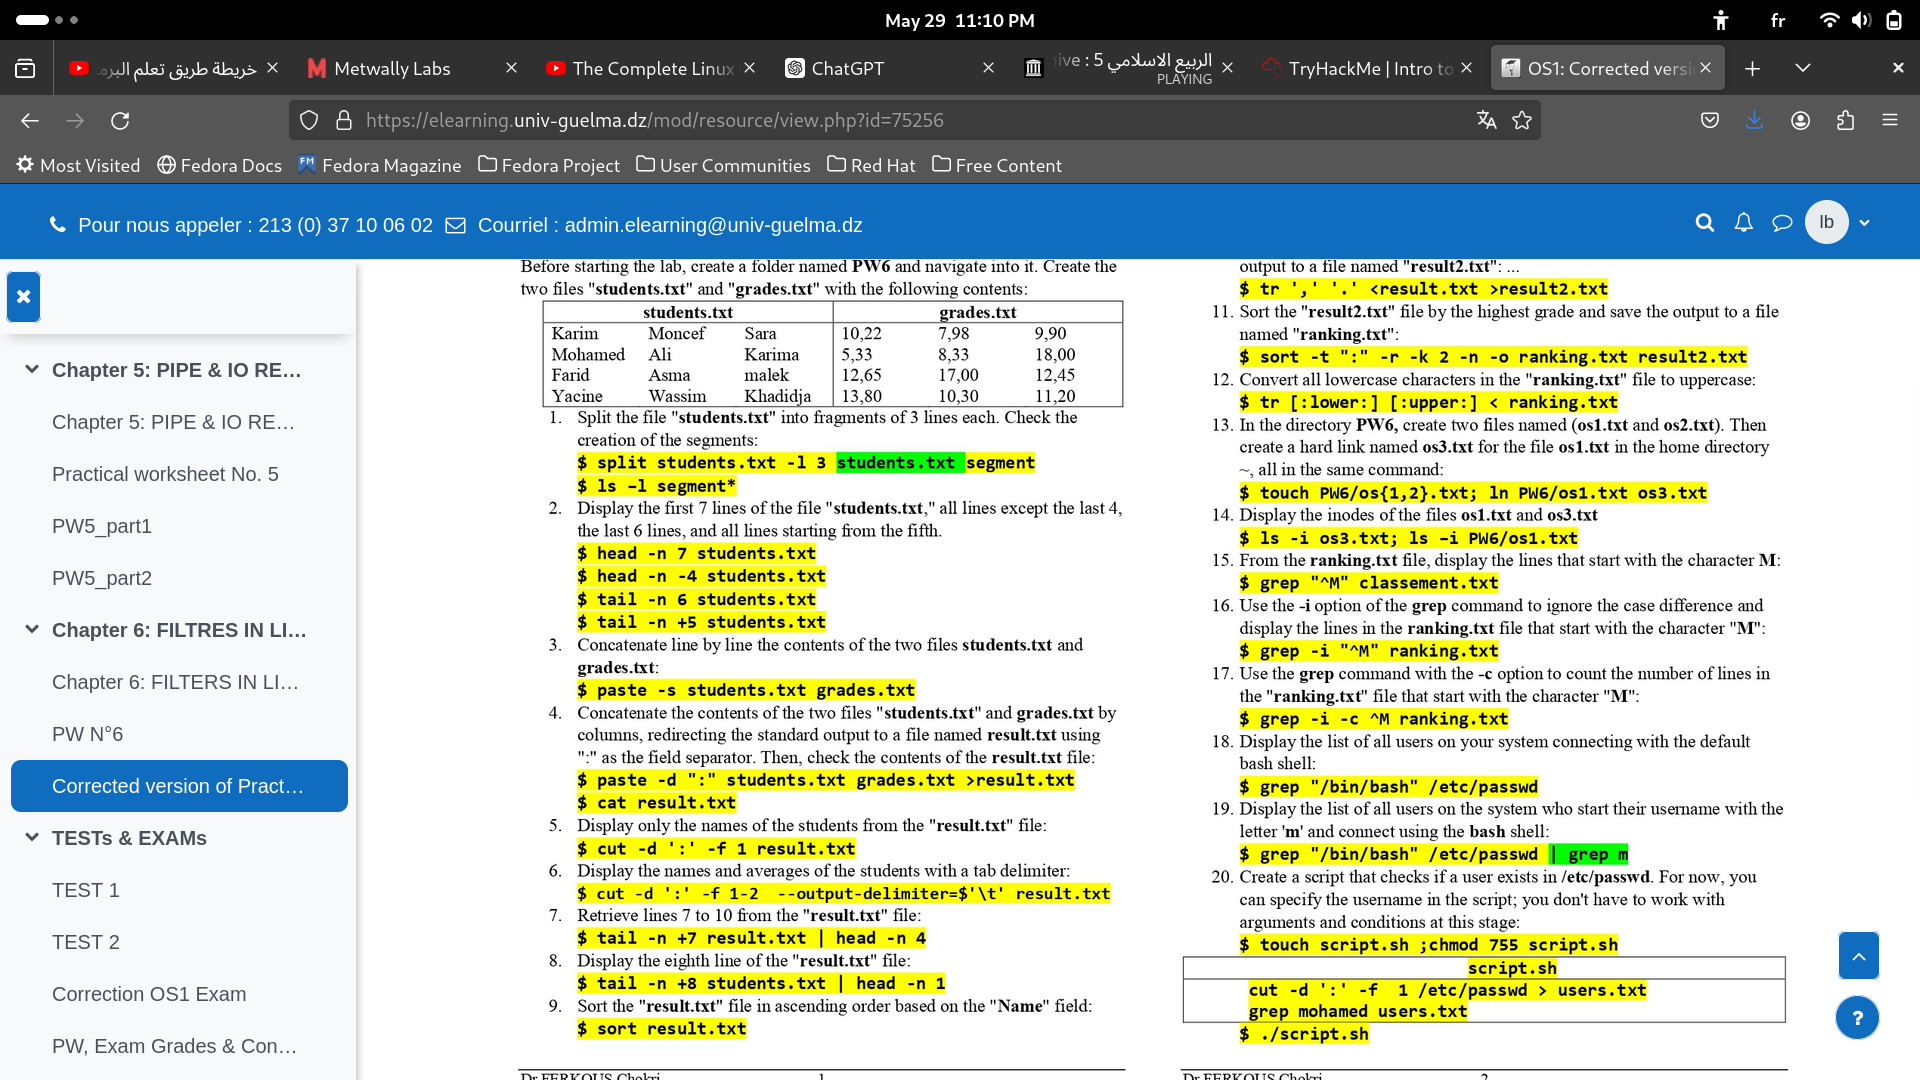 May 29 11:10 PM
fr
خريطة طريق تعلم البرمـ
Metwally Labs
The Complete Linux
ChatGPT
ive : 5 الربيع الاسلامي
PLAYING
TryHackMe | Intro to
OS1: Corrected versi
https://elearning.univ-guelma.dz/mod/resource/view.php?id=75256
Most Visited
Fedora Docs
Fedora Magazine
Fedora Project
User Communities
Red Hat
Free Content
Pour nous appeler : 213 (0) 37 10 06 02
Courriel : admin.elearning@univ-guelma.dz
lb
Chapter 5: PIPE & IO RE...
Chapter 5: PIPE & IO RE...
Practical worksheet No. 5
PW5_part1
PW5_part2
Chapter 6: FILTRES IN LI...
Chapter 6: FILTERS IN LI...
PW N°6
Corrected version of Pract...
TESTs & EXAMs
TEST 1
TEST 2
Correction OS1 Exam
PW, Exam Grades & Con...
Before starting the lab, create a folder named PW6 and navigate into it. Create the
two files "students.txt" and "grades.txt" with the following contents:
students.txt grades.txt
Karim Moncef Sara 10,22 7,98 9,90
Mohamed Ali Karima 5,33 8,33 18,00
Farid Asma malek 12,65 17,00 12,45
Yacine Wassim Khadidja 13,80 10,30 11,20
1. Split the file "students.txt" into fragments of 3 lines each. Check the
creation of the segments:
$ split students.txt -l 3 students.txt segment
$ ls –l segment*
2. Display the first 7 lines of the file "students.txt," all lines except the last 4,
the last 6 lines, and all lines starting from the fifth.
$ head -n 7 students.txt
$ head -n -4 students.txt
$ tail -n 6 students.txt
$ tail -n +5 students.txt
3. Concatenate line by line the contents of the two files students.txt and
grades.txt:
$ paste -s students.txt grades.txt
4. Concatenate the contents of the two files "students.txt" and grades.txt by
columns, redirecting the standard output to a file named result.txt using
":" as the field separator. Then, check the contents of the result.txt file:
$ paste -d ":" students.txt grades.txt >result.txt
$ cat result.txt
5. Display only the names of the students from the "result.txt" file:
$ cut -d ':' -f 1 result.txt
6. Display the names and averages of the students with a tab delimiter:
$ cut -d ':' -f 1-2 --output-delimiter=$'\t' result.txt
7. Retrieve lines 7 to 10 from the "result.txt" file:
$ tail -n +7 result.txt | head -n 4
8. Display the eighth line of the "result.txt" file:
$ tail -n +8 students.txt | head -n 1
9. Sort the "result.txt" file in ascending order based on the "Name" field:
$ sort result.txt
Dr FERKOUS Chokri 1
output to a file named "result2.txt": ...
$ tr ',' '.' <result.txt >result2.txt
11. Sort the "result2.txt" file by the highest grade and save the output to a file
named "ranking.txt":
$ sort -t ":" -r -k 2 -n -o ranking.txt result2.txt
12. Convert all lowercase characters in the "ranking.txt" file to uppercase:
$ tr [:lower:] [:upper:] < ranking.txt
13. In the directory PW6, create two files named (os1.txt and os2.txt). Then
create a hard link named os3.txt for the file os1.txt in the home directory
~, all in the same command:
$ touch PW6/os{1,2}.txt; ln PW6/os1.txt os3.txt
14. Display the inodes of the files os1.txt and os3.txt
$ ls -i os3.txt; ls –i PW6/os1.txt
15. From the ranking.txt file, display the lines that start with the character M:
$ grep "^M" classement.txt
16. Use the -i option of the grep command to ignore the case difference and
display the lines in the ranking.txt file that start with the character "M":
$ grep -i "^M" ranking.txt
17. Use the grep command with the -c option to count the number of lines in
the "ranking.txt" file that start with the character "M":
$ grep -i -c ^M ranking.txt
18. Display the list of all users on your system connecting with the default
bash shell:
$ grep "/bin/bash" /etc/passwd
19. Display the list of all users on the system who start their username with the
letter 'm' and connect using the bash shell:
$ grep "/bin/bash" /etc/passwd | grep m
20. Create a script that checks if a user exists in /etc/passwd. For now, you
can specify the username in the script; you don't have to work with
arguments and conditions at this stage:
$ touch script.sh ;chmod 755 script.sh
script.sh
cut -d ':' -f 1 /etc/passwd > users.txt
grep mohamed users.txt
$ ./script.sh
Dr FERKOUS Chokri 2
?